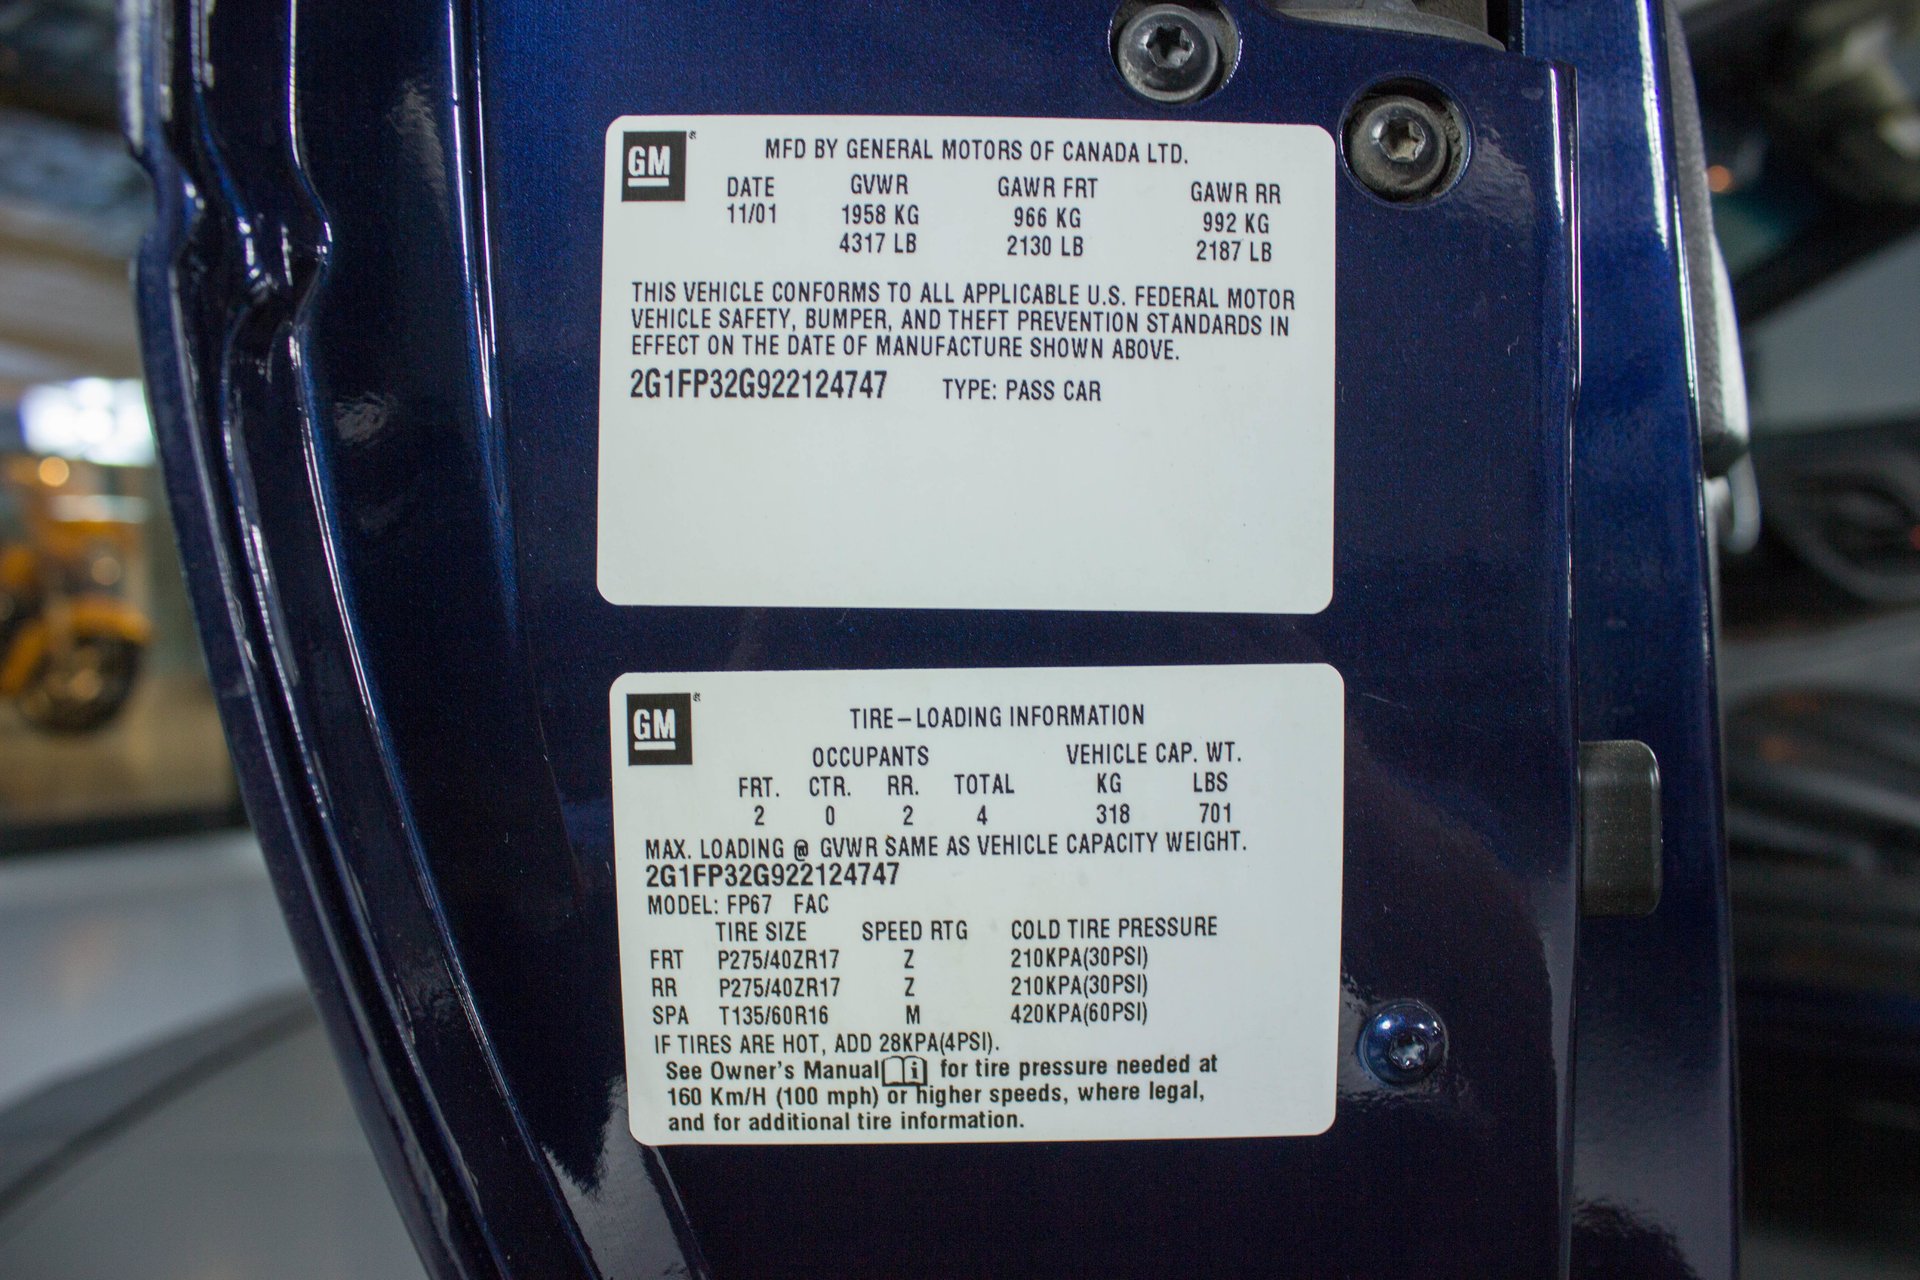 GM
MFD BY GENERAL MOTORS OF CANADA LTD.
DATE GVWR GAWR FRT GAWR RR
11/01 1958 KG 966 KG 992 KG
4317 LB 2130 LB 2187 LB
THIS VEHICLE CONFORMS TO ALL APPLICABLE U.S. FEDERAL MOTOR
VEHICLE SAFETY, BUMPER, AND THEFT PREVENTION STANDARDS IN
EFFECT ON THE DATE OF MANUFACTURE SHOWN ABOVE.
2G1FP32G922124747 TYPE: PASS CAR
GM
TIRE-LOADING INFORMATION
OCCUPANTS VEHICLE CAP. WT.
FRT. CTR. RR. TOTAL KG LBS
2 0 2 4 318 701
MAX. LOADING @ GVWR SAME AS VEHICLE CAPACITY WEIGHT.
2G1FP32G922124747
MODEL: FP67 FAC
TIRE SIZE SPEED RTG COLD TIRE PRESSURE
FRT P275/40ZR17 Z 210KPA(30PSI)
RR P275/40ZR17 Z 210KPA(30PSI)
SPA T135/60R16 M 420KPA(60PSI)
IF TIRES ARE HOT, ADD 28KPA(4PSI).
See Owner's Manual i for tire pressure needed at
160 Km/H (100 mph) or higher speeds, where legal,
and for additional tire information.